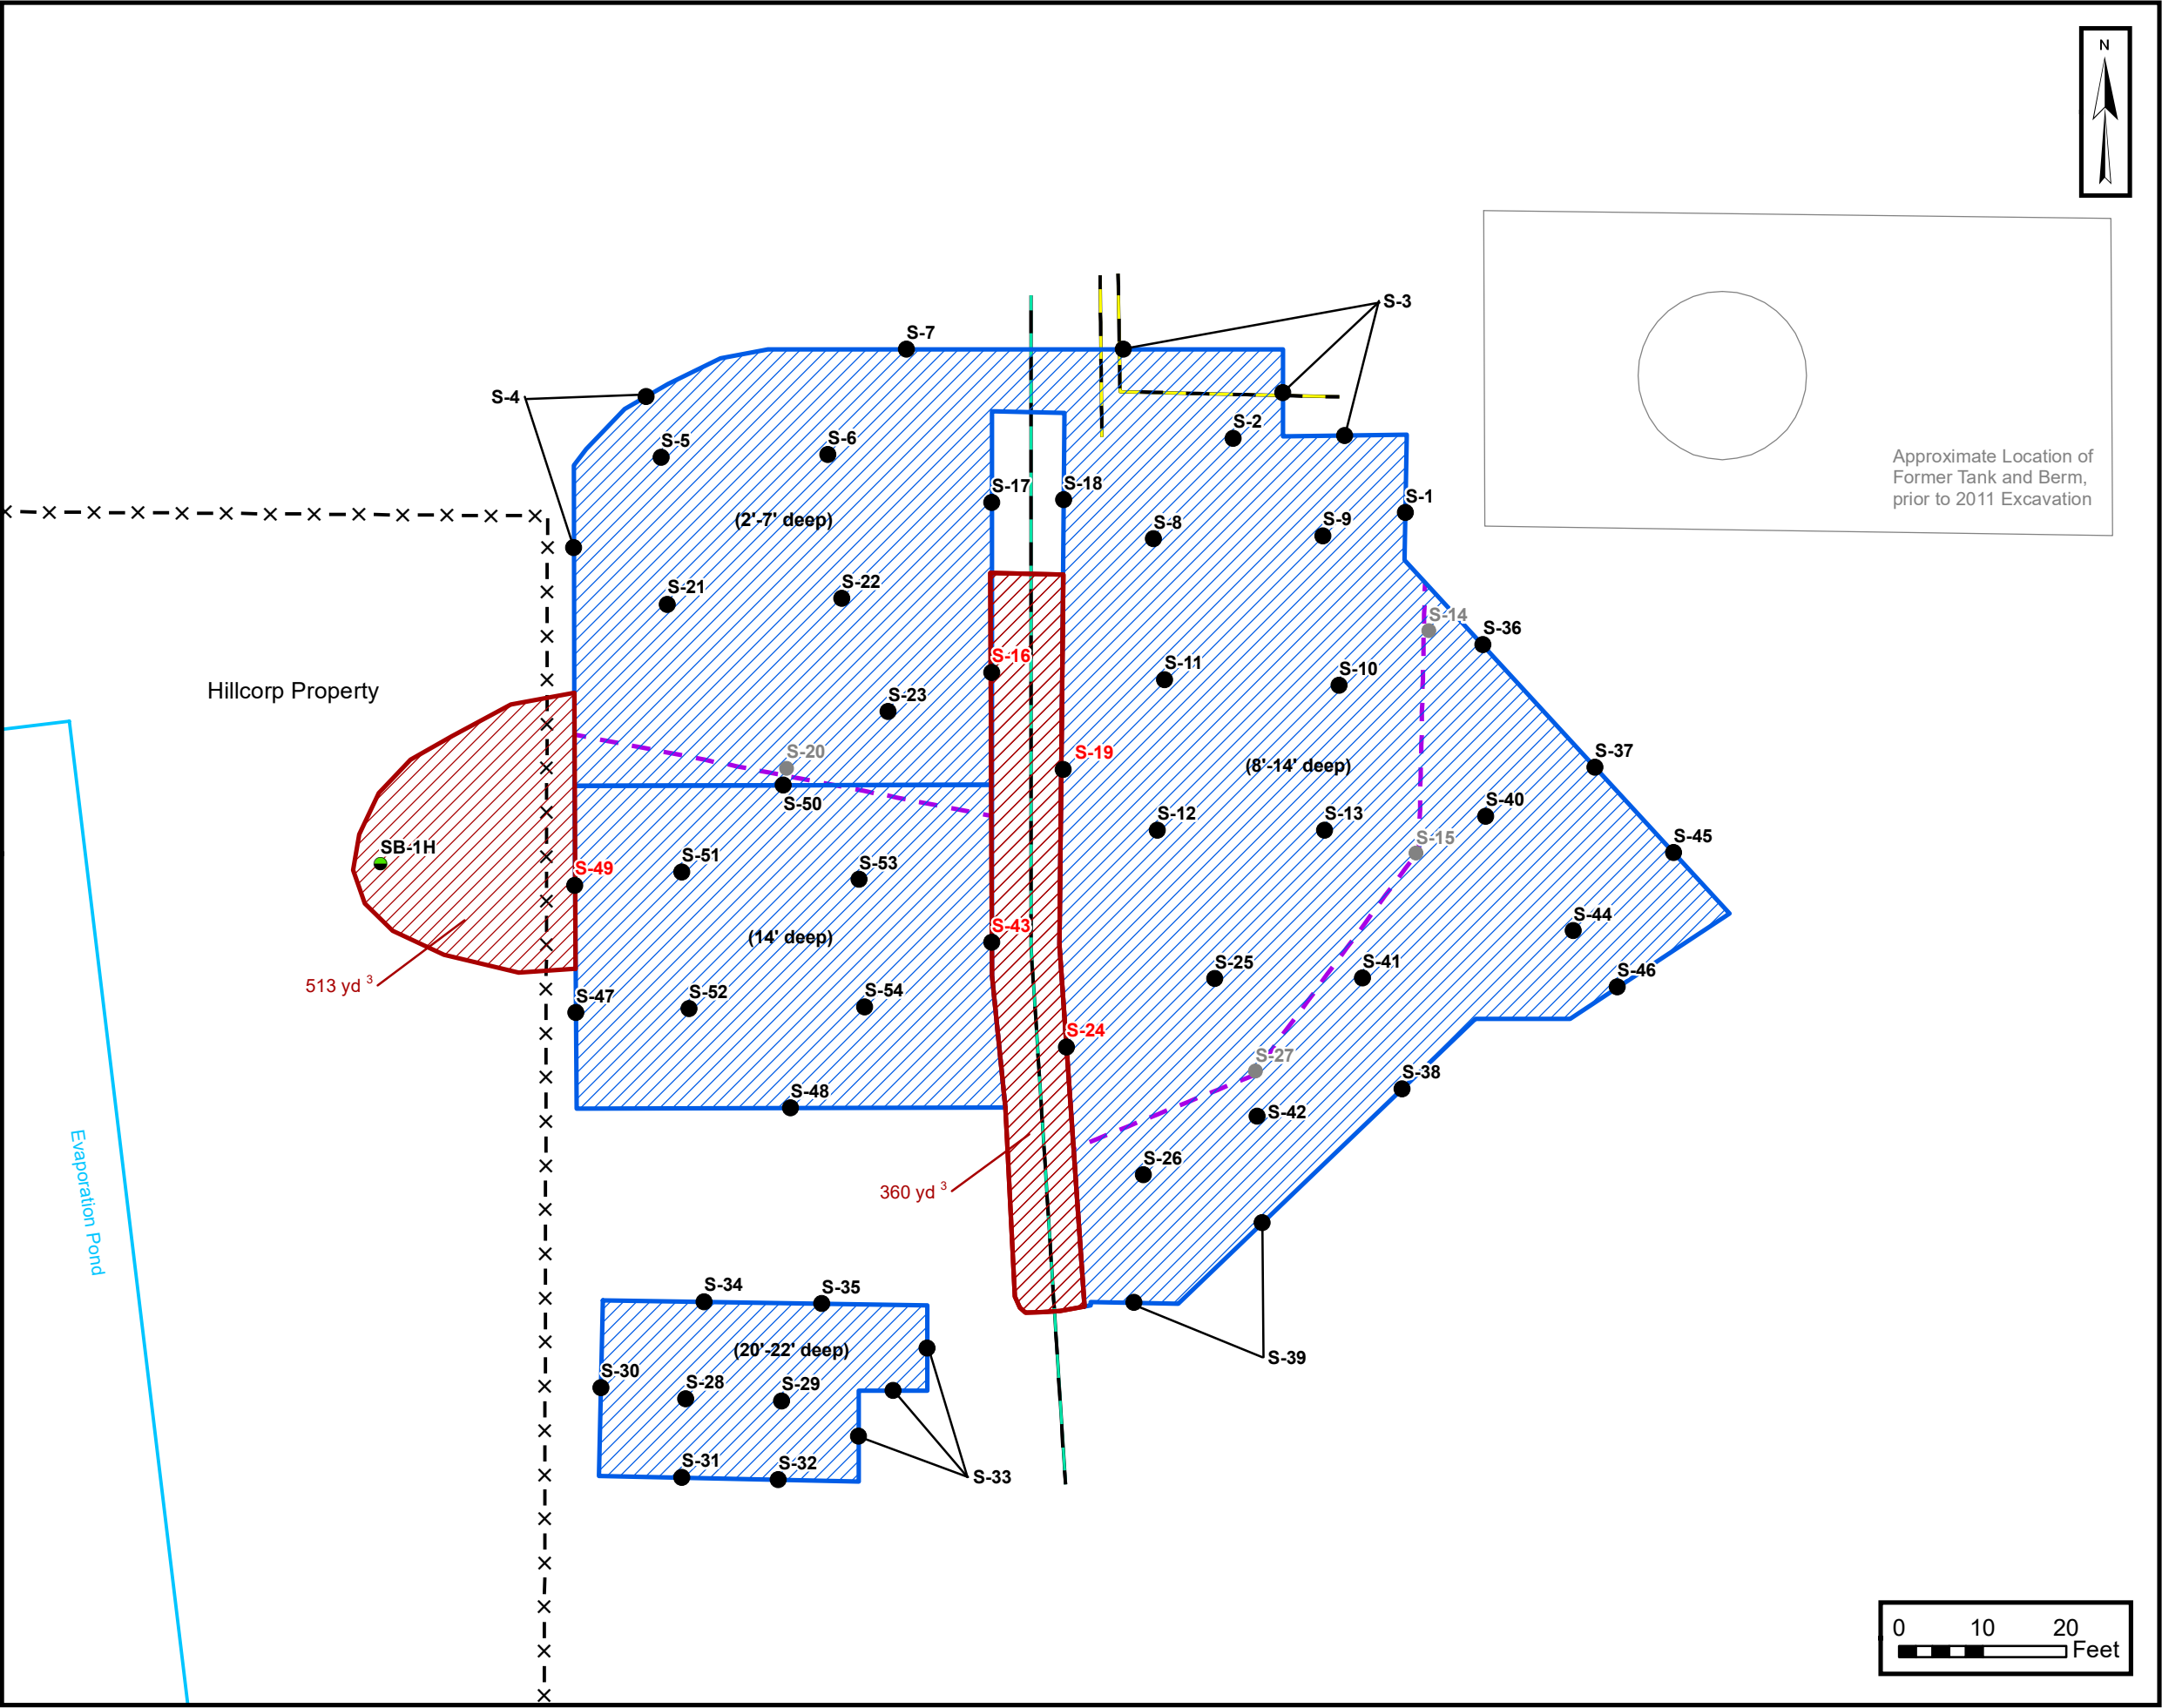 N
S-3
S-7
S-4
S-2
S-6
S-5
Approximate Location of
Former Tank and Berm,
prior to 2011 Excavation
S-17
S-18
S-1
(2'-7' deep)
S-8
S-9
S-21
S-22
S-14
S-36
S-16
S-11
S-10
Hillcorp Property
S-23
S-20
S-19
(8'-14' deep)
S-37
S-50
S-12
S-13
S-40
S-15
S-45
SB-1H
S-51
S-53
S-49
S-43
S-44
(14' deep)
S-25
S-41
S-46
513 yd 3
S-47
S-52
S-54
S-24
S-27
S-38
S-48
S-42
Evaporation Pond
S-26
360 yd 3
S-34
S-35
(20'-22' deep)
S-39
S-30
S-28
S-29
S-31
S-32
S-33
0 10 20
Feet